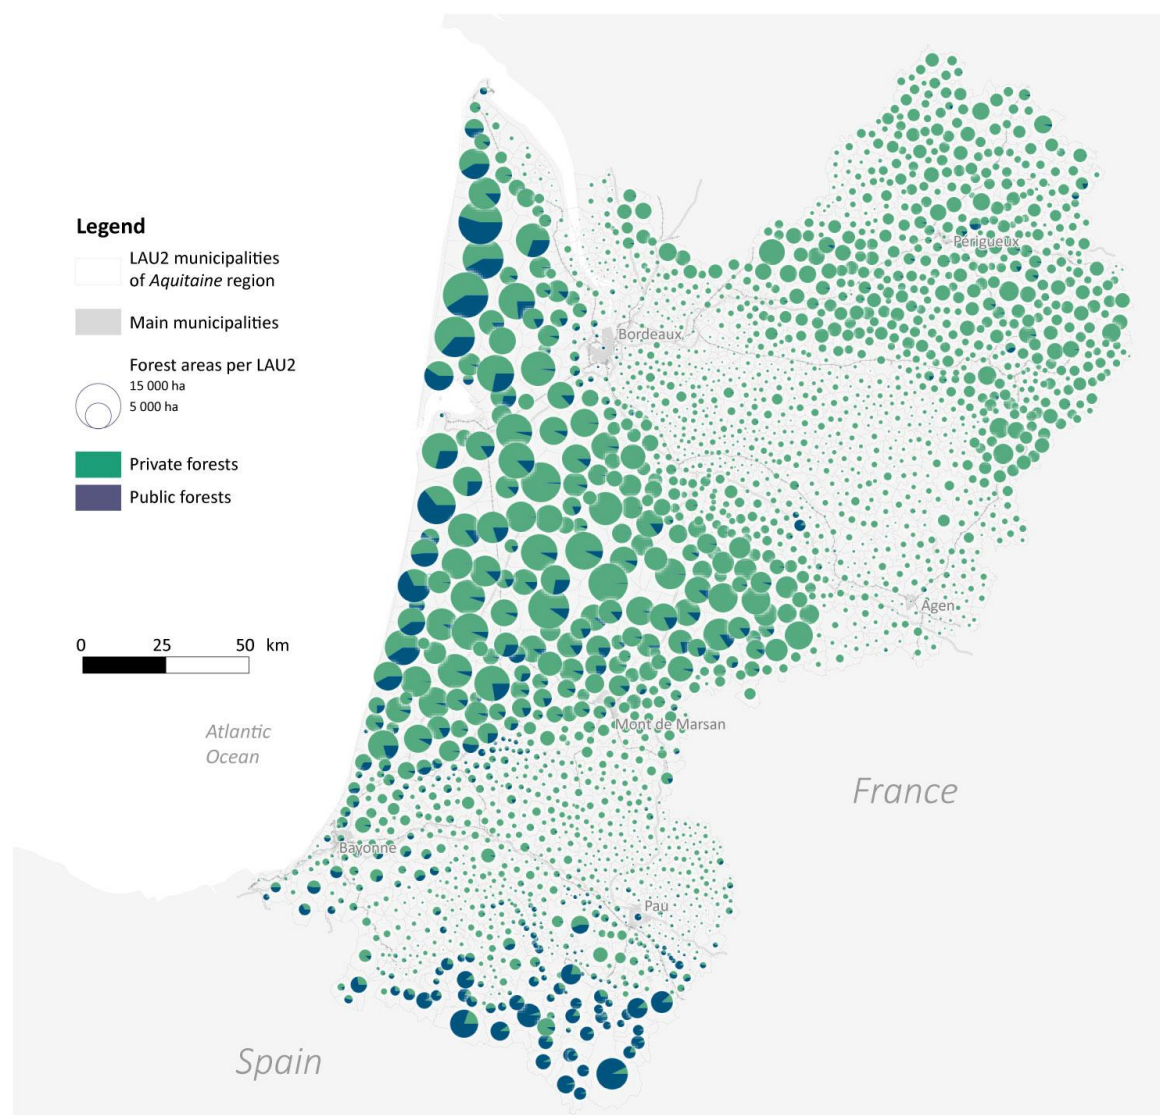 Legend
LAU2 municipalities
of Aquitaine region
Main municipalities
Forest areas per LAU2
15 000 ha
5 000 ha
Private forests
Public forests
0 25 50 km
Atlantic
Ocean
Périgueux
Bordeaux
Agen
Mont de Marsan
France
Bayonne
Pau
Spain